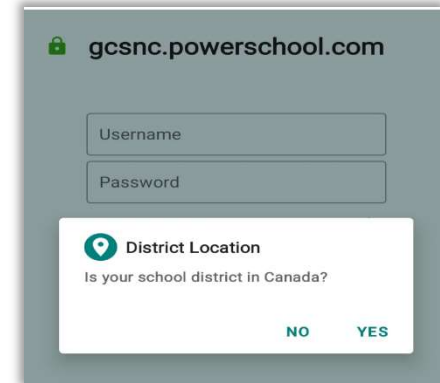 gcsnc.powerschool.com
Username
Password
District Location
Is your school district in Canada?
NO YES